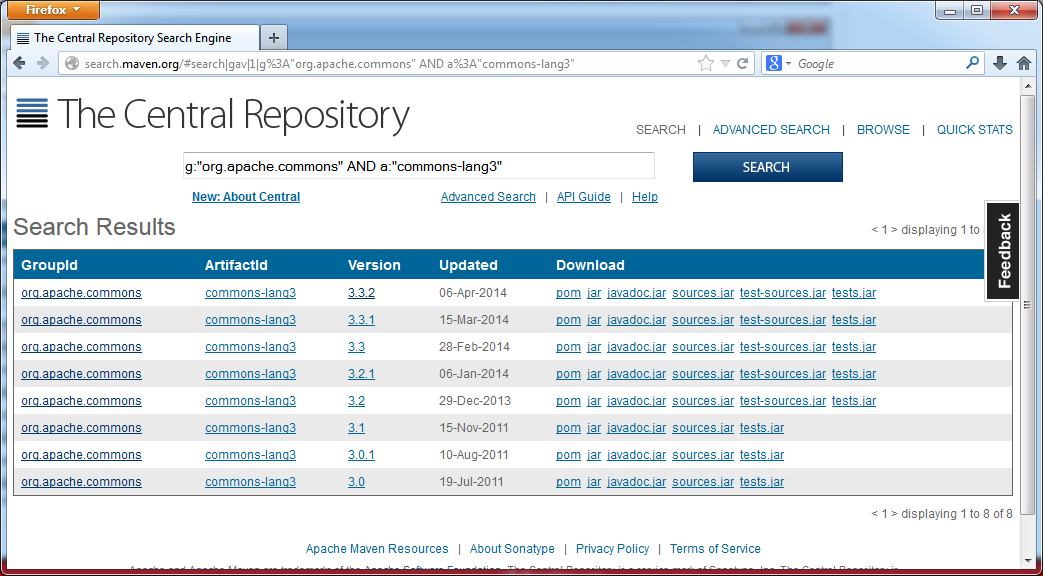 Firefox
The Central Repository Search Engine
search.maven.org/#search|gav|1|g%3A"org.apache.commons" AND a%3A"commons-lang3"
Google
The Central Repository
SEARCH | ADVANCED SEARCH | BROWSE | QUICK STATS
g:"org.apache.commons" AND a:"commons-lang3"
SEARCH
New: About Central
Advanced Search | API Guide | Help
Search Results
< 1 > displaying 1 to
Feedback
GroupId ArtifactId Version Updated Download
org.apache.commons commons-lang3 3.3.2 06-Apr-2014 pom jar javadoc.jar sources.jar test-sources.jar tests.jar
org.apache.commons commons-lang3 3.3.1 15-Mar-2014 pom jar javadoc.jar sources.jar test-sources.jar tests.jar
org.apache.commons commons-lang3 3.3 28-Feb-2014 pom jar javadoc.jar sources.jar test-sources.jar tests.jar
org.apache.commons commons-lang3 3.2.1 06-Jan-2014 pom jar javadoc.jar sources.jar test-sources.jar tests.jar
org.apache.commons commons-lang3 3.2 29-Dec-2013 pom jar javadoc.jar sources.jar test-sources.jar tests.jar
org.apache.commons commons-lang3 3.1 15-Nov-2011 pom jar javadoc.jar sources.jar tests.jar
org.apache.commons commons-lang3 3.0.1 10-Aug-2011 pom jar javadoc.jar sources.jar tests.jar
org.apache.commons commons-lang3 3.0 19-Jul-2011 pom jar javadoc.jar sources.jar tests.jar
< 1 > displaying 1 to 8 of 8
Apache Maven Resources | About Sonatype | Privacy Policy | Terms of Service